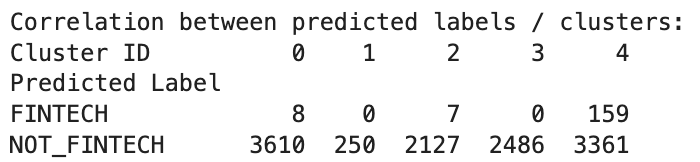 Correlation between predicted labels / clusters:
Cluster ID 0 1 2 3 4
Predicted Label
FINTECH 8 0 7 0 159
NOT_FINTECH 3610 250 2127 2486 3361